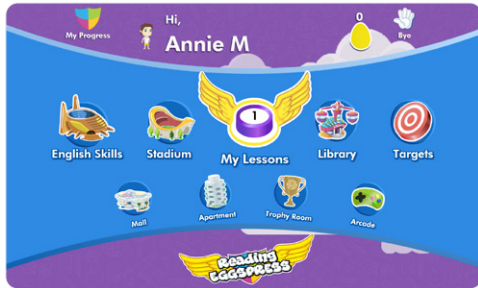 My Progress
Hi,
Annie M
0
Bye
1
English Skills
Stadium
My Lessons
Library
Targets
Mall
Apartment
Trophy Room
Arcade
Reading
EGGSPRESS